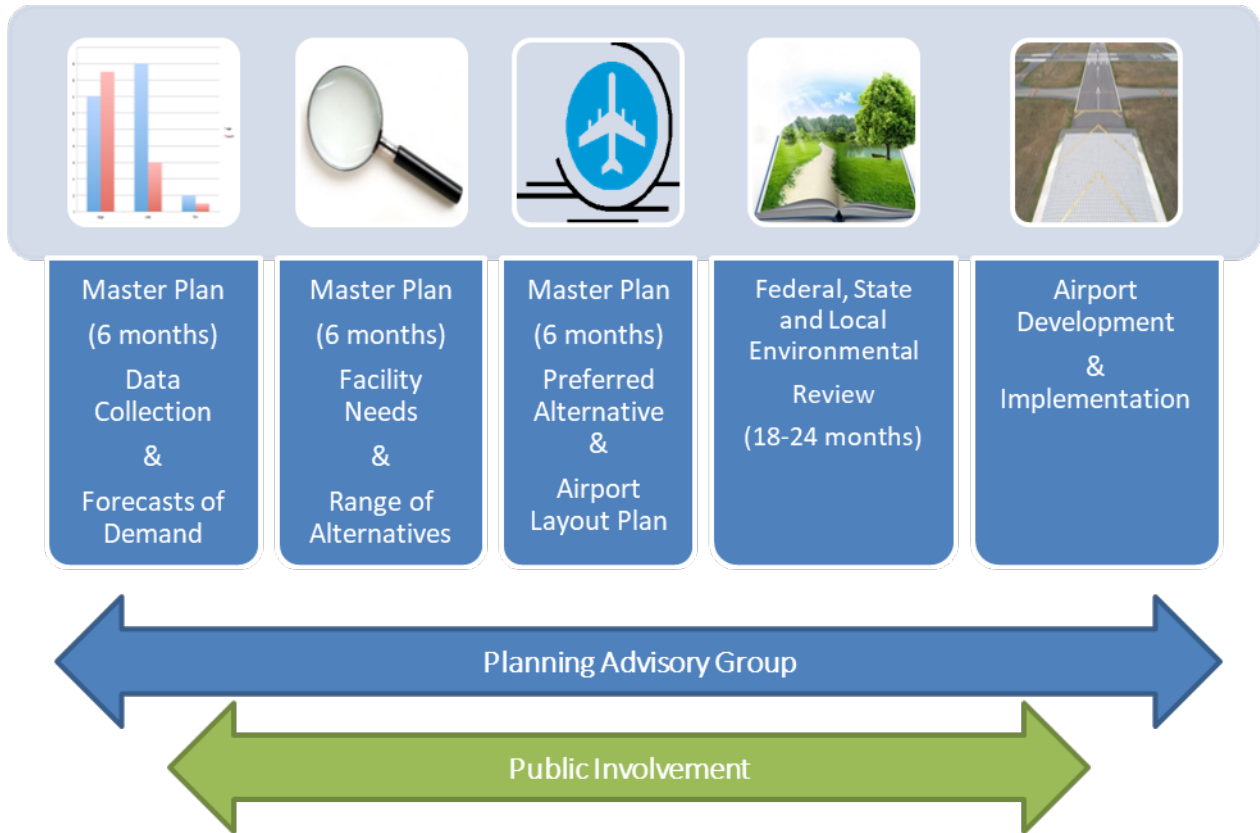 Master Plan
(6 months)
Data
Collection
&
Forecasts of
Demand
Master Plan
(6 months)
Facility
Needs
&
Range of
Alternatives
Master Plan
(6 months)
Preferred
Alternative
&
Airport
Layout Plan
Federal, State
and Local
Environmental
Review
(18-24 months)
Airport
Development
&
Implementation
Planning Advisory Group
Public Involvement